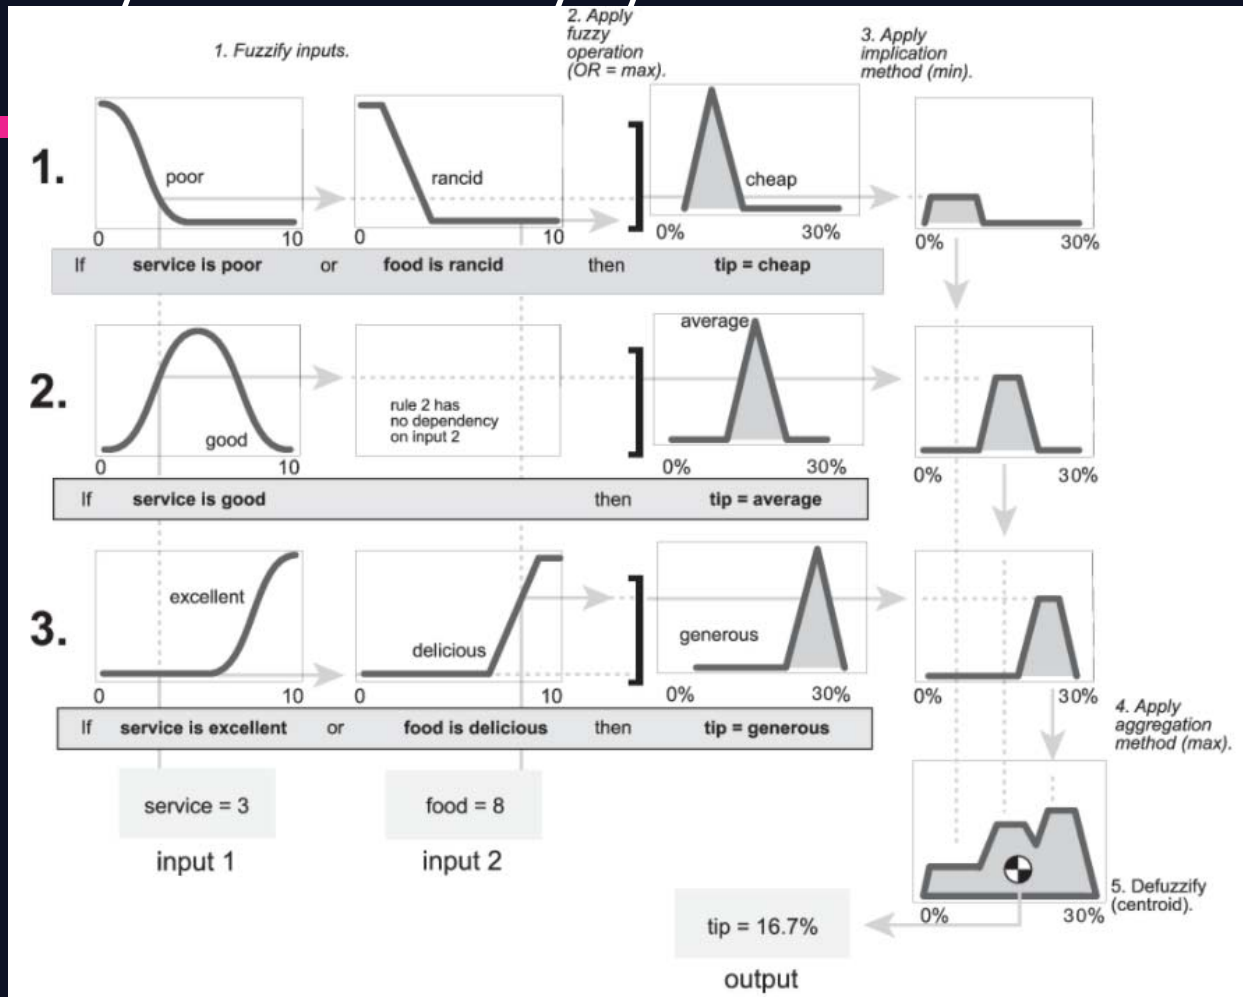 1. Fuzzify inputs.
2. Apply
fuzzy
operation
(OR = max).
3. Apply
implication
method (min).
1.
poor
0
10
rancid
0
10
cheap
0%
30%
0%
30%
If service is poor or food is rancid then tip = cheap
2.
good
0
10
rule 2 has
no dependency
on input 2
average
0%
30%
0%
30%
If service is good then tip = average
3.
excellent
0
10
delicious
0
10
generous
0%
30%
0%
30%
If service is excellent or food is delicious then tip = generous
4. Apply
aggregation
method (max).
service = 3
input 1
food = 8
input 2
0%
30%
5. Defuzzify
(centroid).
tip = 16.7%
output